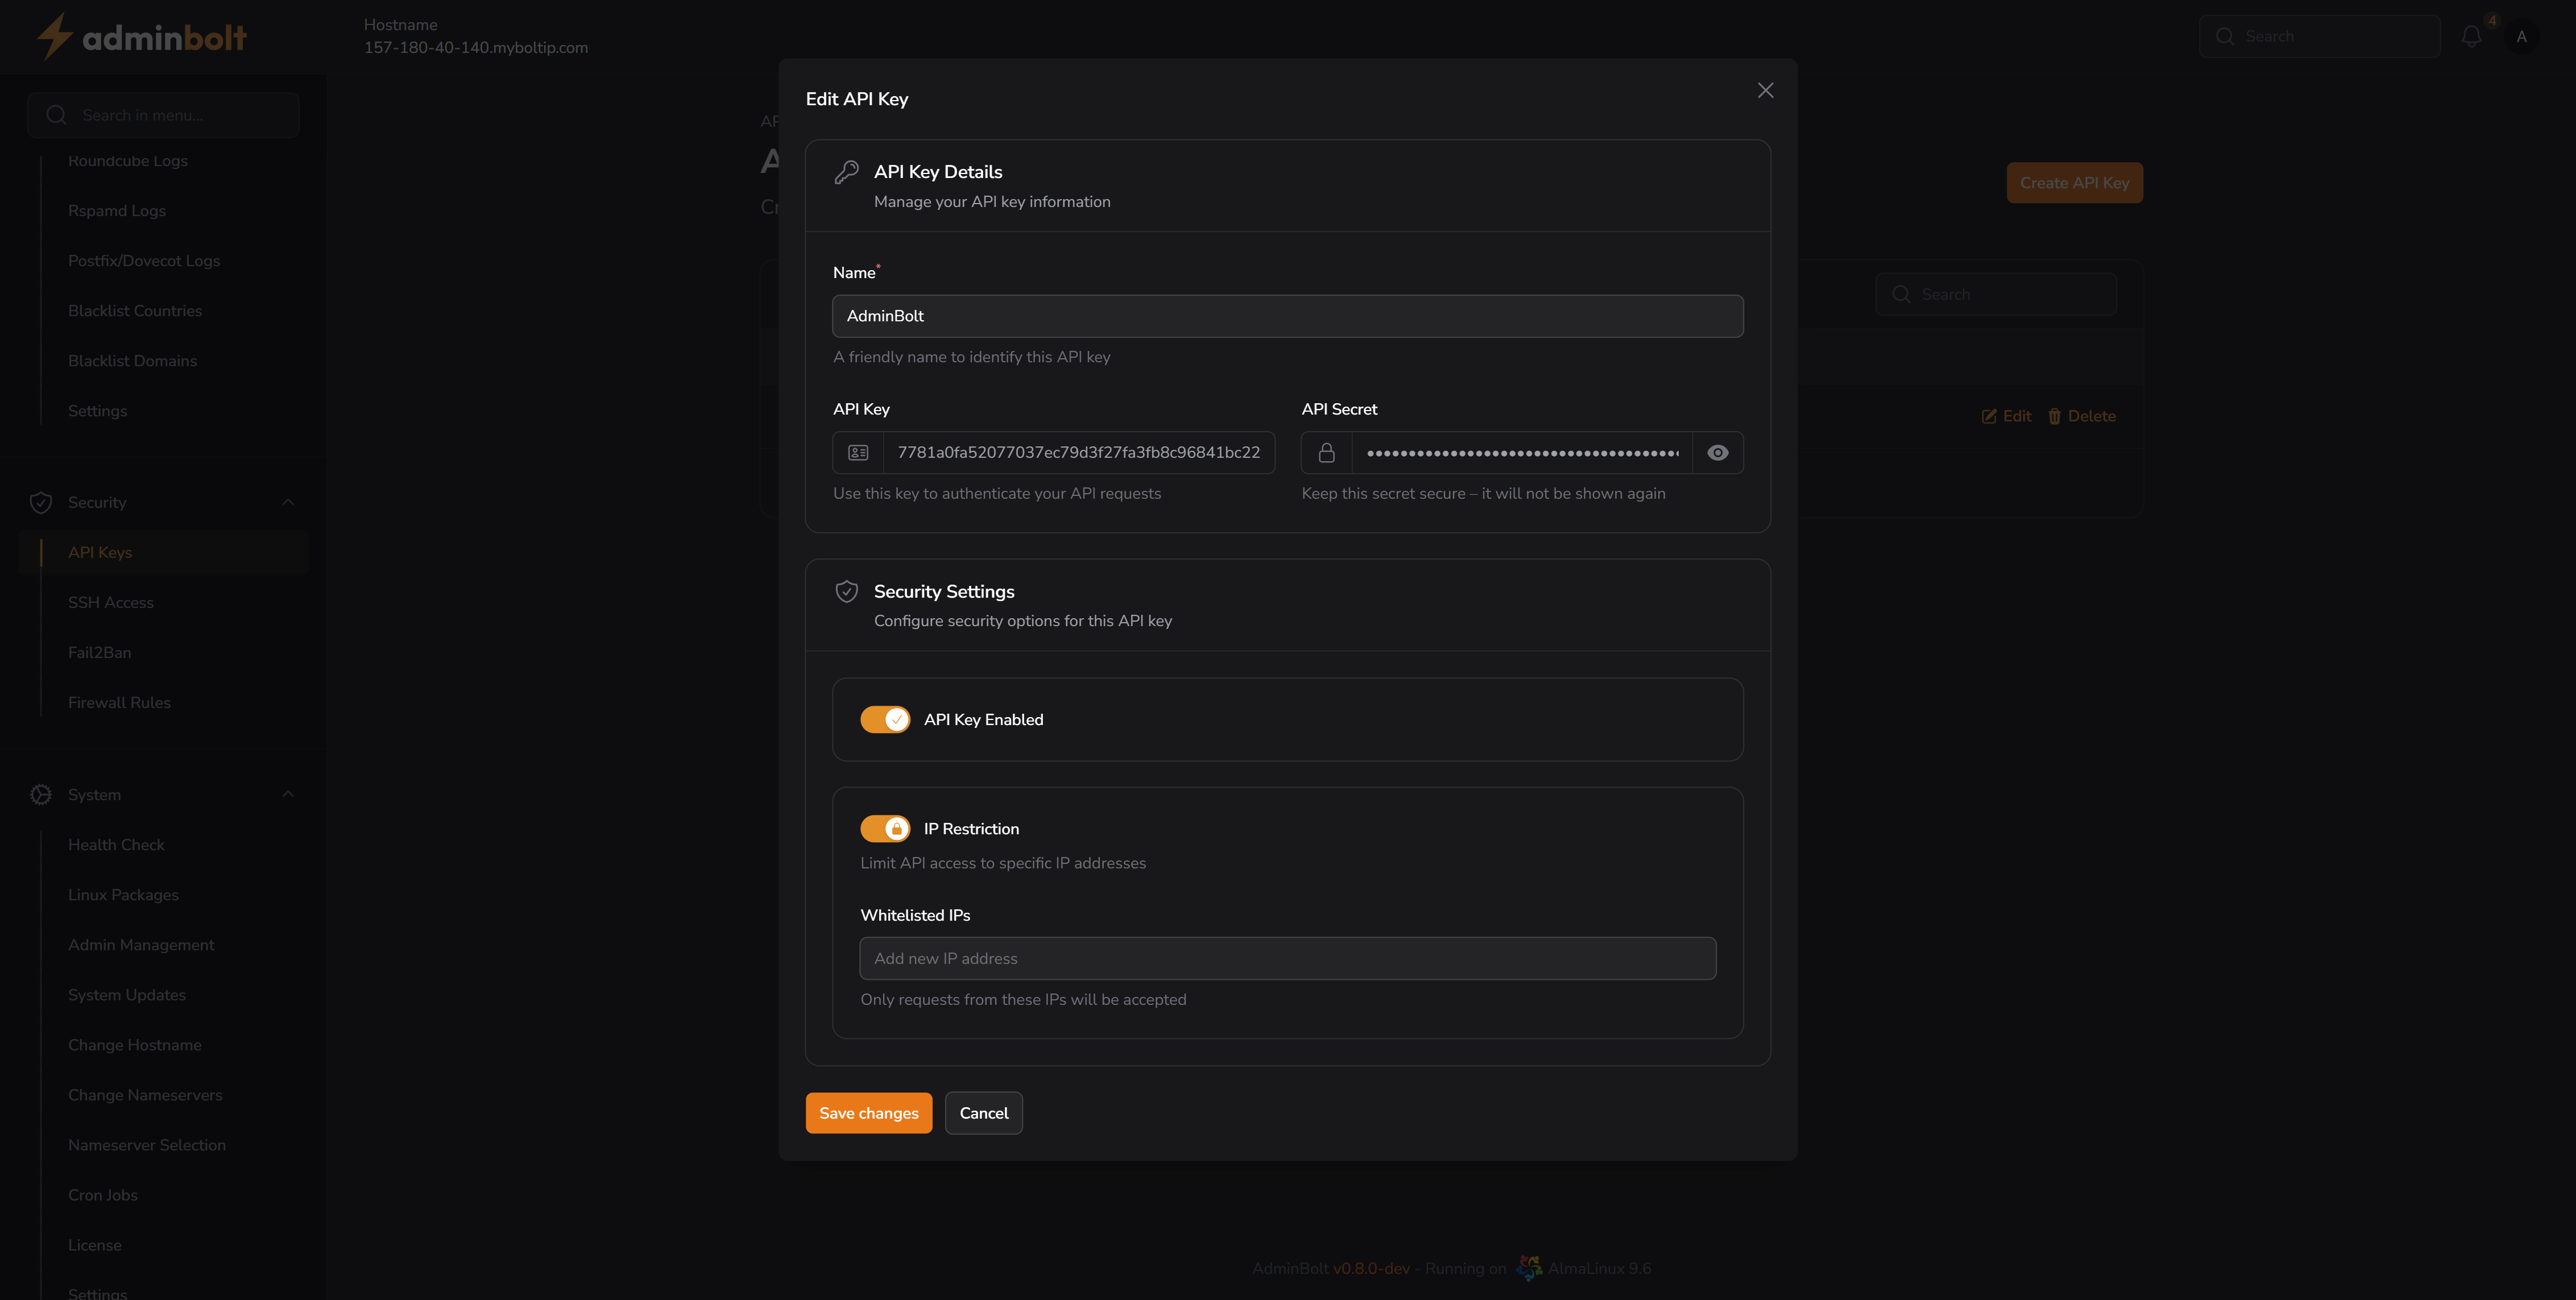 adminbolt
Hostname
157-180-40-140.myboltip.com
Search
4
A
Search in menu...
Roundcube Logs
Rspamd Logs
Postfix/Dovecot Logs
Blacklist Countries
Blacklist Domains
Settings
Security
API Keys
SSH Access
Fail2Ban
Firewall Rules
System
Health Check
Linux Packages
Admin Management
System Updates
Change Hostname
Change Nameservers
Nameserver Selection
Cron Jobs
License
Settings
Create API Key
Search
Edit
Delete
Edit API Key
API Key Details
Manage your API key information
Name*
AdminBolt
A friendly name to identify this API key
API Key
7781a0fa52077037ec79d3f27fa3fb8c96841bc22
Use this key to authenticate your API requests
API Secret
Keep this secret secure – it will not be shown again
Security Settings
Configure security options for this API key
API Key Enabled
IP Restriction
Limit API access to specific IP addresses
Whitelisted IPs
Add new IP address
Only requests from these IPs will be accepted
Save changes
Cancel
AdminBolt v0.8.0-dev - Running on AlmaLinux 9.6